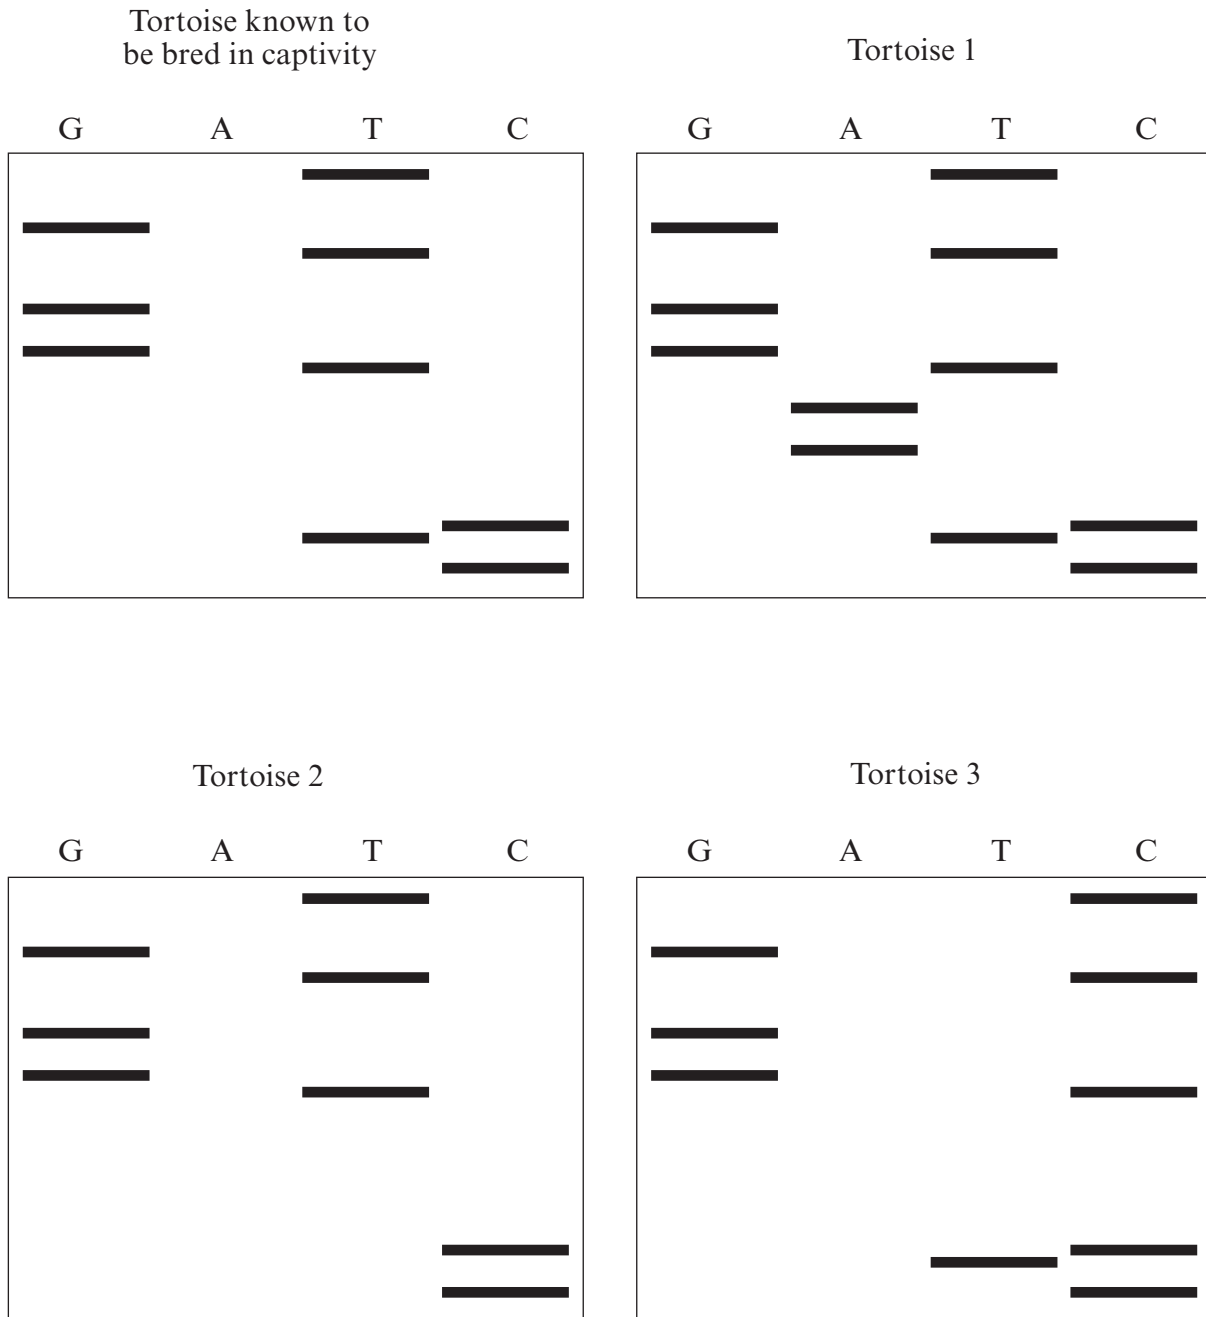 Tortoise known to
be bred in captivity
Tortoise 1
G A T C
G A T C
Tortoise 2
Tortoise 3
G A T C
G A T C